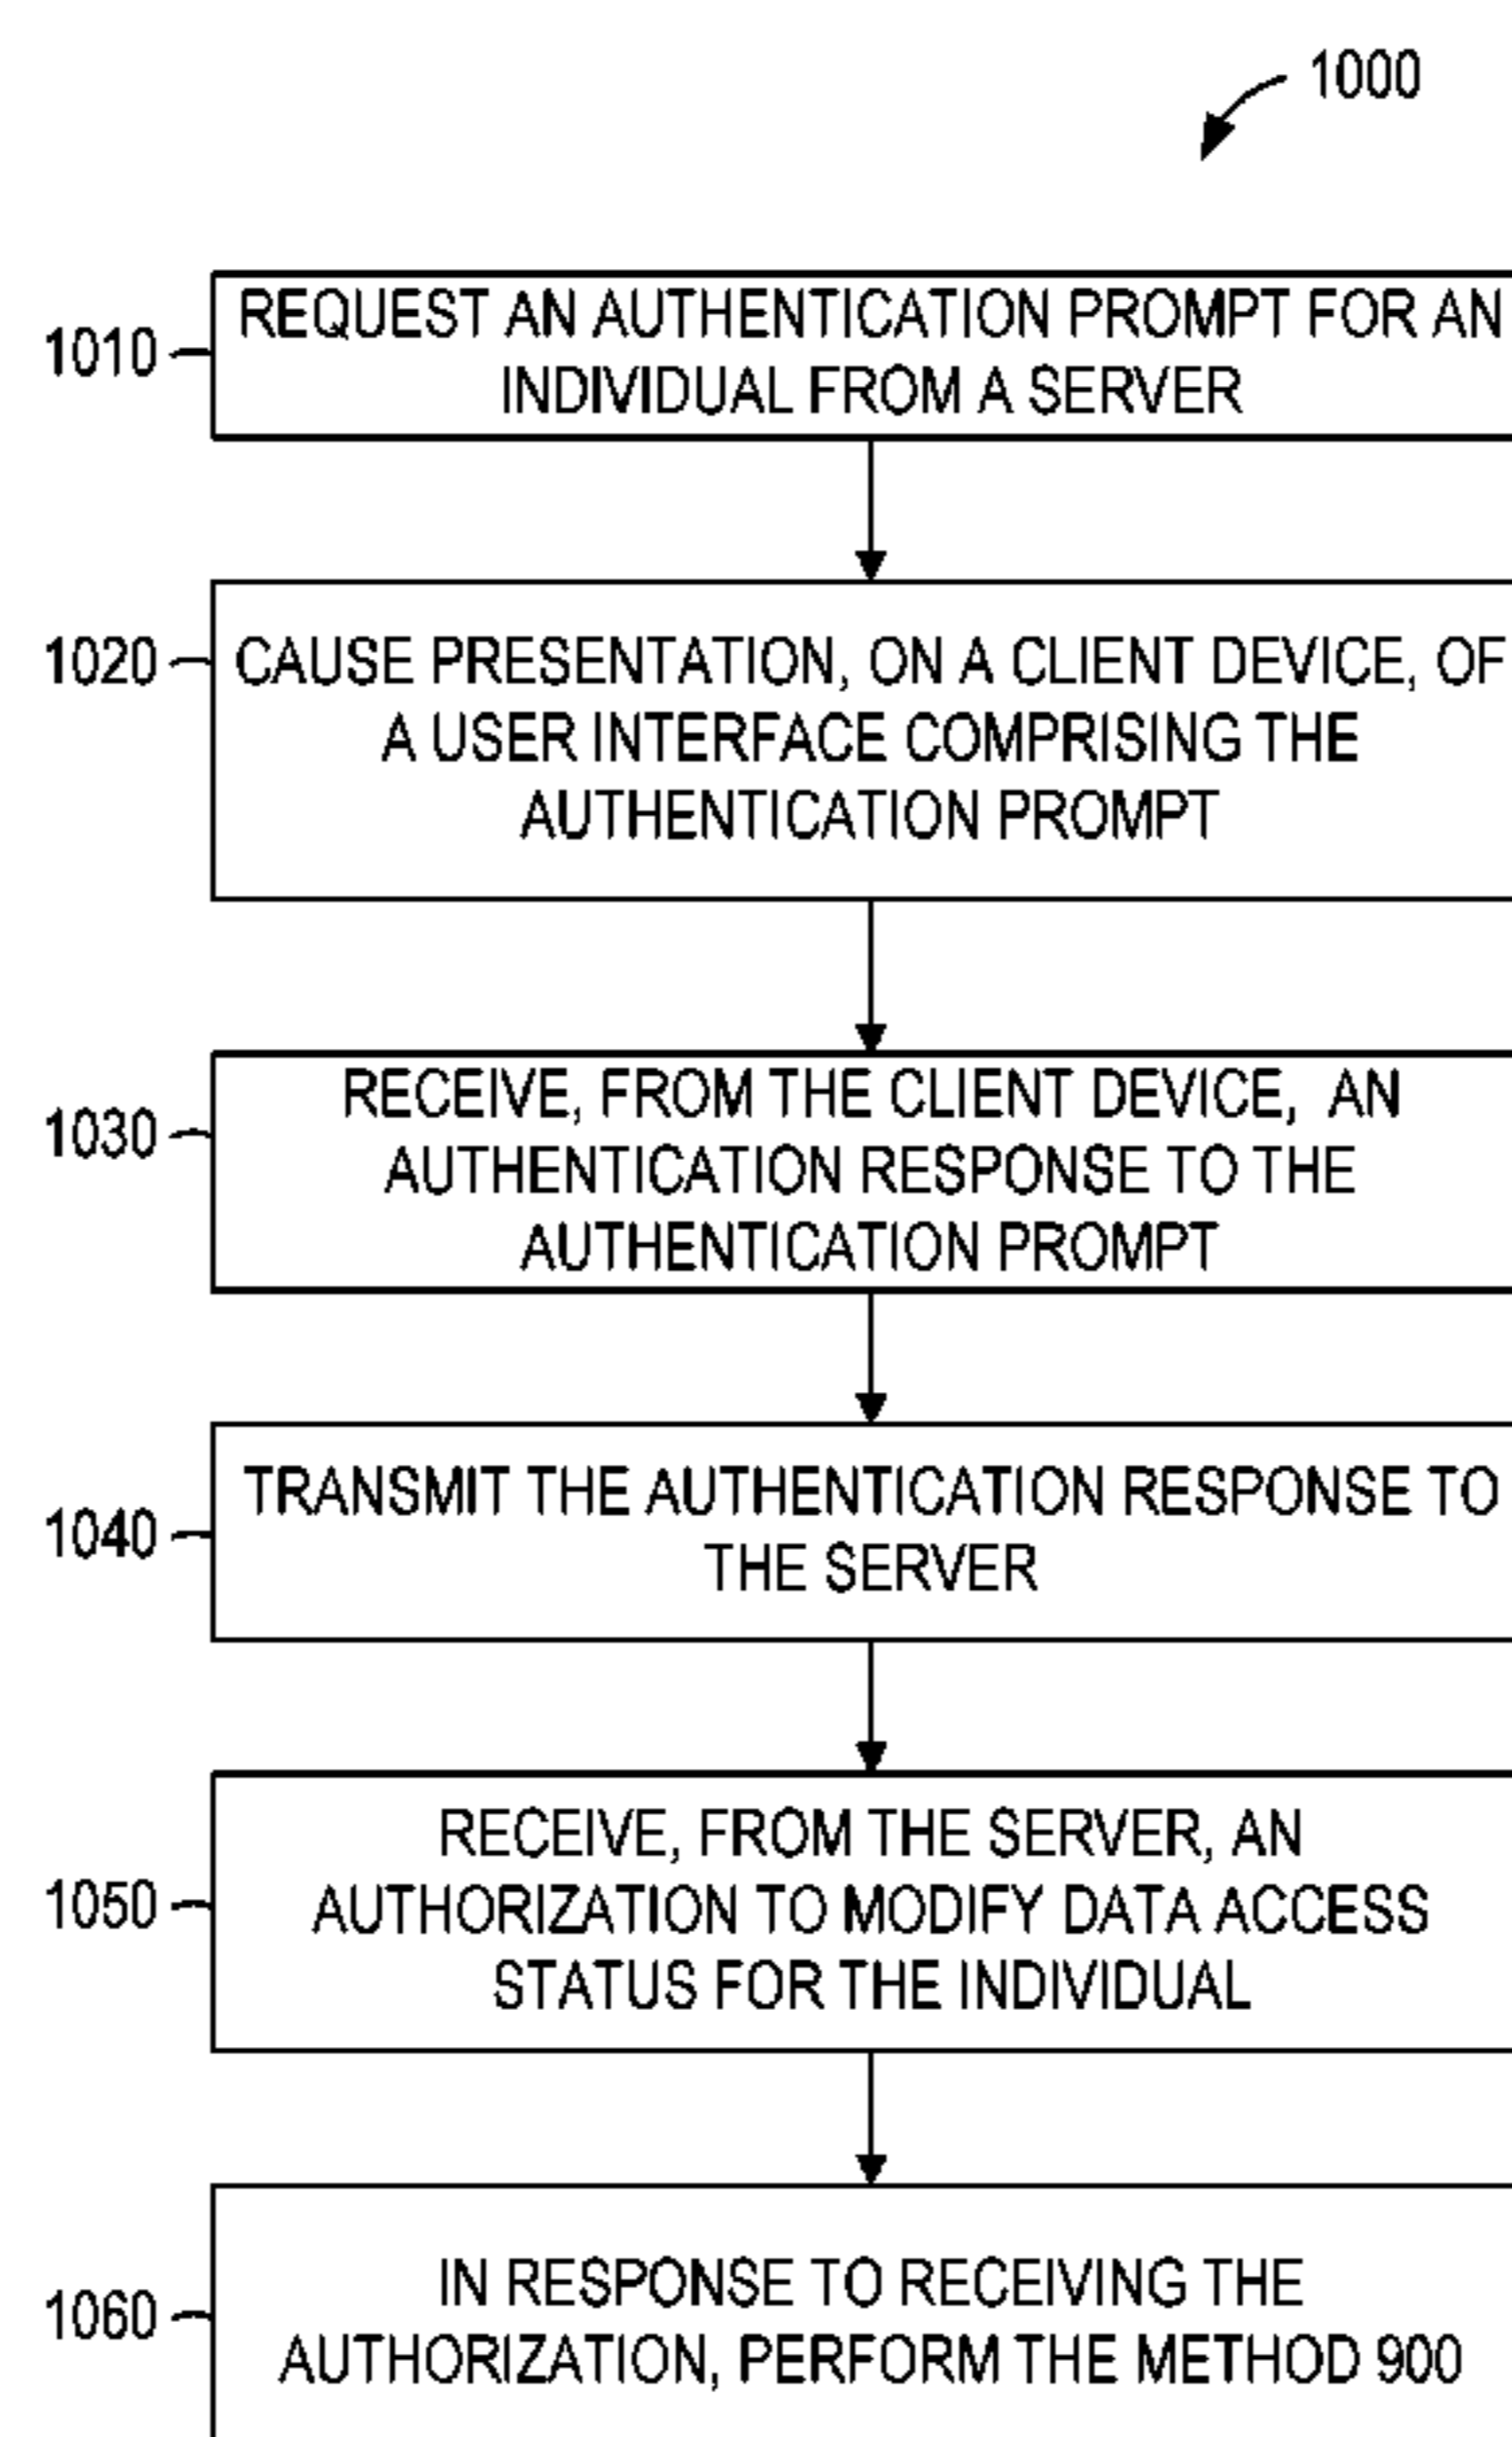 1000
1010
REQUEST AN AUTHENTICATION PROMPT FOR AN
INDIVIDUAL FROM A SERVER
1020
CAUSE PRESENTATION, ON A CLIENT DEVICE, OF
A USER INTERFACE COMPRISING THE
AUTHENTICATION PROMPT
1030
RECEIVE, FROM THE CLIENT DEVICE, AN
AUTHENTICATION RESPONSE TO THE
AUTHENTICATION PROMPT
1040
TRANSMIT THE AUTHENTICATION RESPONSE TO
THE SERVER
1050
RECEIVE, FROM THE SERVER, AN
AUTHORIZATION TO MODIFY DATA ACCESS
STATUS FOR THE INDIVIDUAL
1060
IN RESPONSE TO RECEIVING THE
AUTHORIZATION, PERFORM THE METHOD 900